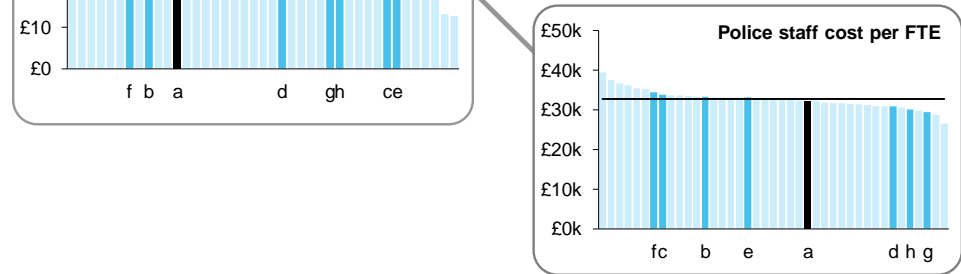 £10
£0
f b a d gh ce
Police staff cost per FTE
£50k
£40k
£30k
£20k
£10k
£0k
fc b e a d h g